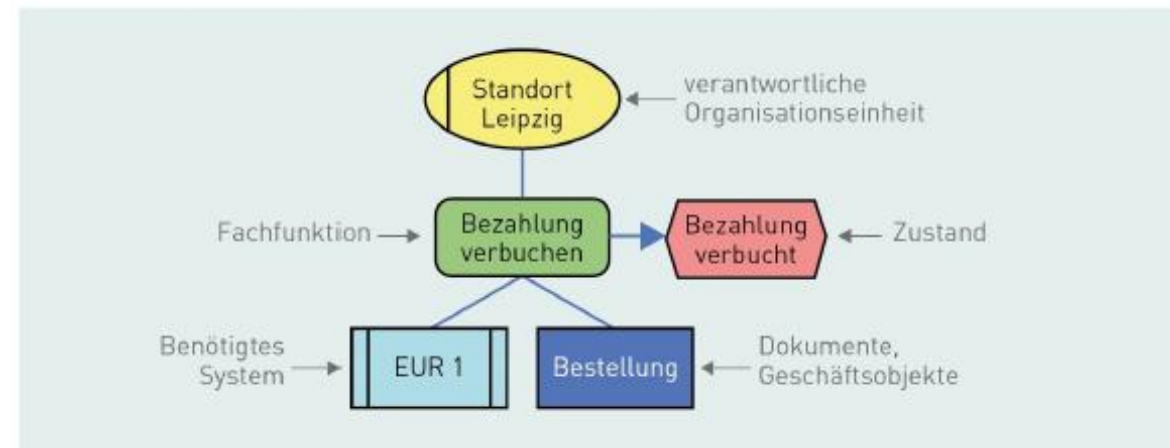 Standort
Leipzig
verantwortliche
Organisationseinheit
Fachfunktion
Bezahlung
verbuchen
Bezahlung
verbucht
Zustand
Benötigtes
System
EUR 1
Bestellung
Dokumente,
Geschäftsobjekte